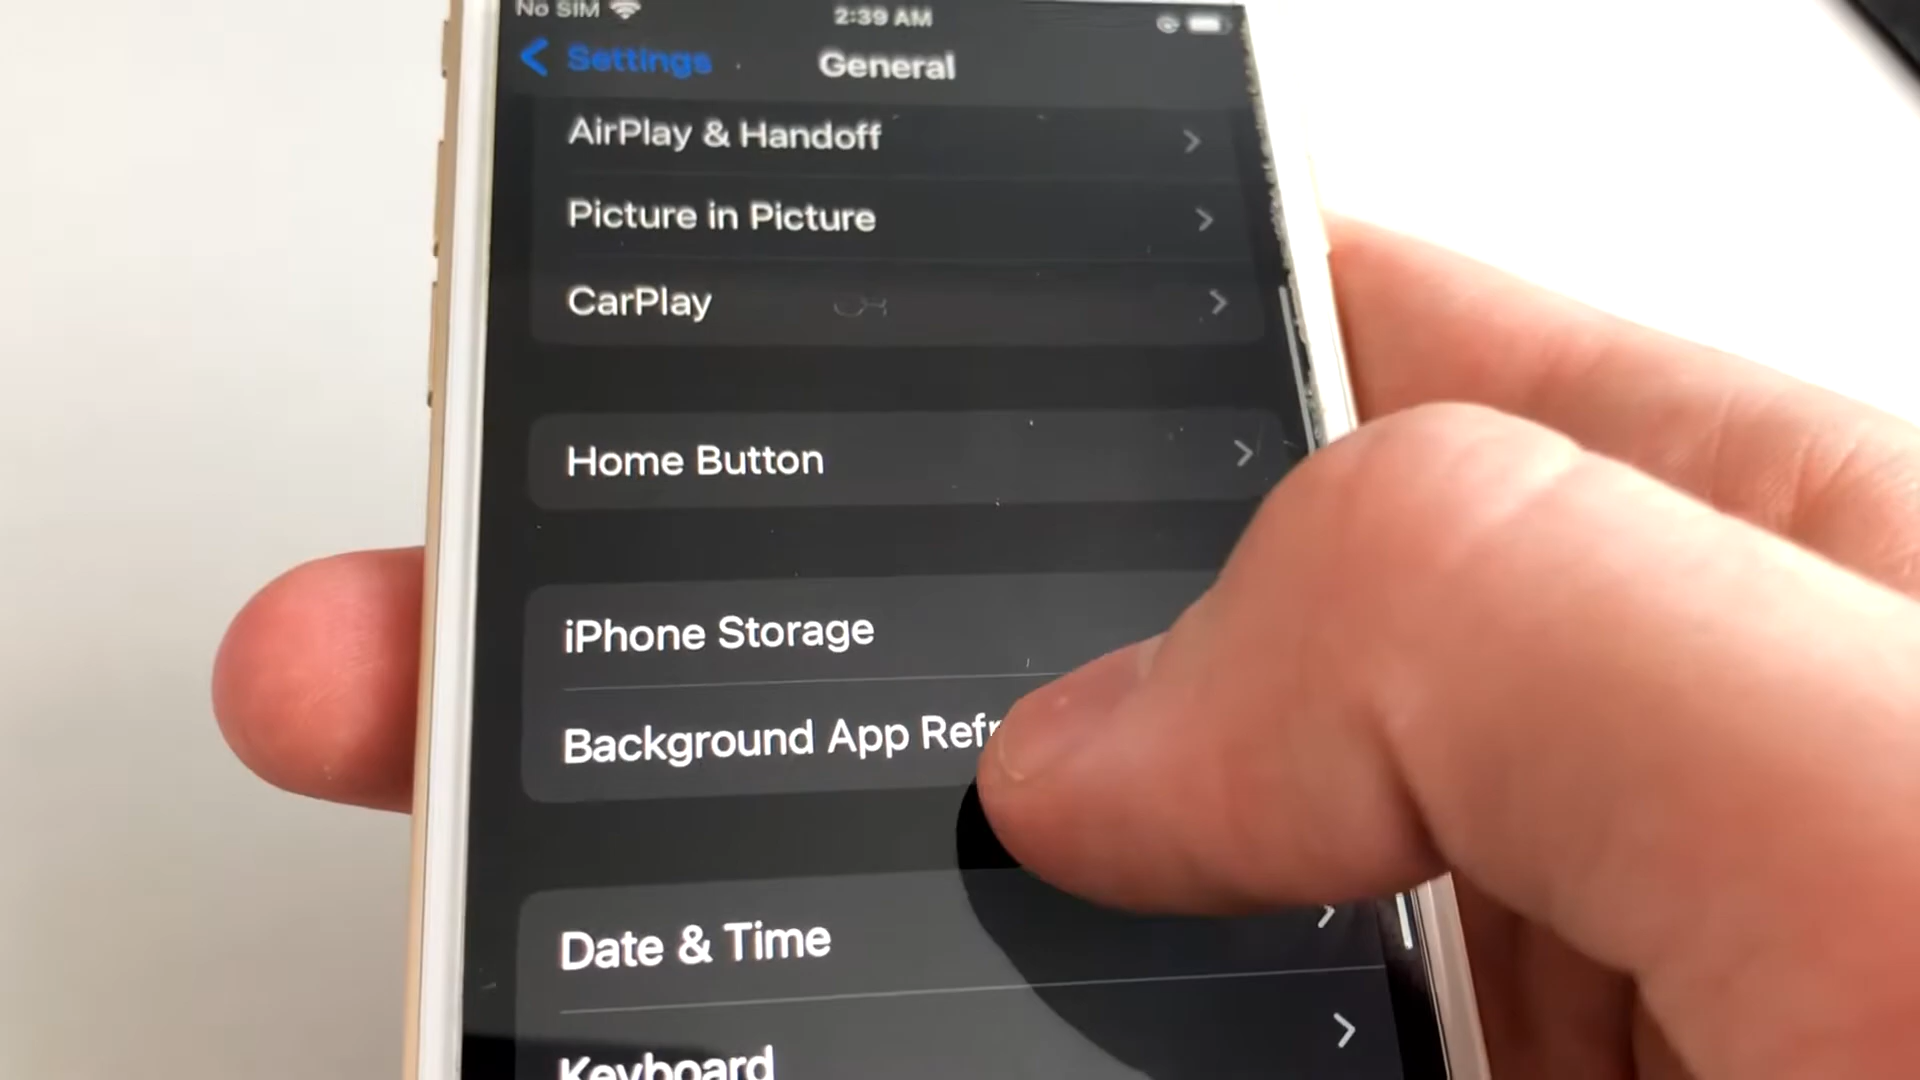 No SIM 2:39 AM
Settings General
AirPlay & Handoff
Picture in Picture
CarPlay
Home Button
iPhone Storage
Background App Refr
Date & Time
Keyboard